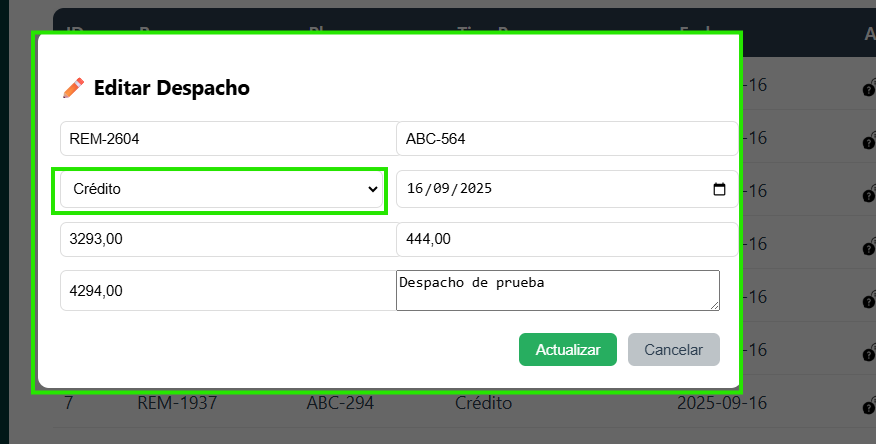 Editar Despacho
REM-2604 ABC-564
Crédito 16/09/2025
3293,00 444,00
4294,00 Despacho de prueba
Actualizar Cancelar
-16
-16
-16
-16
-16
-16
7 REM-1937 ABC-294 Crédito 2025-09-16